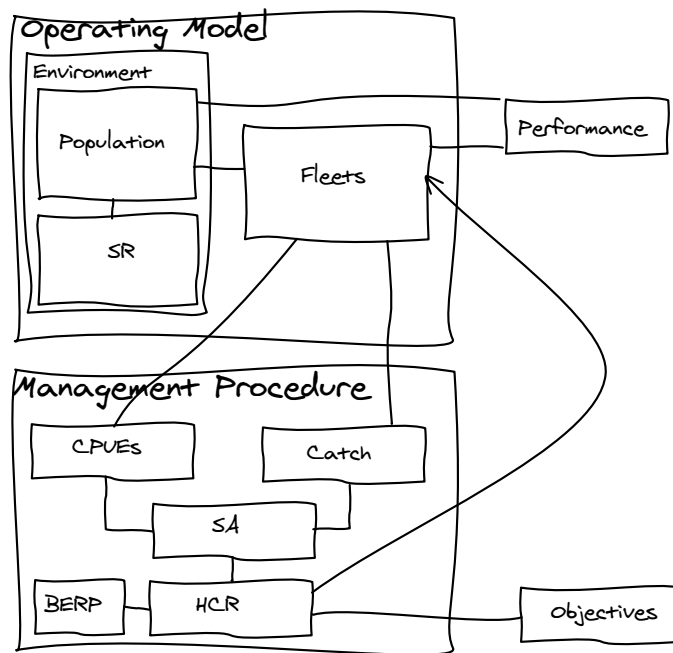 Operating Model
Environment
Population
Performance
Fleets
SR
Management Procedure
CPUEs
Catch
SA
BERP
HCR
Objectives